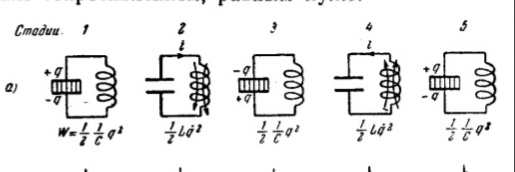 Стадии. 1 2 3 4 5
i i
+q -q +q
а)
-q +q -q
W=1/2 1/C q² 1/2 Lq̇² 1/2 1/C q² 1/2 Lq̇² 1/2 1/C q²